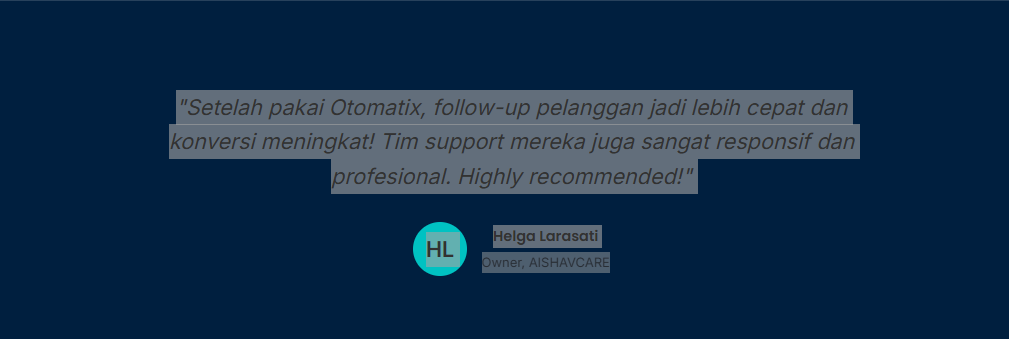 "Setelah pakai Otomatix, follow-up pelanggan jadi lebih cepat dan
konversi meningkat! Tim support mereka juga sangat responsif dan
profesional. Highly recommended!"
HL
Helga Larasati
Owner, AISHAVCARE